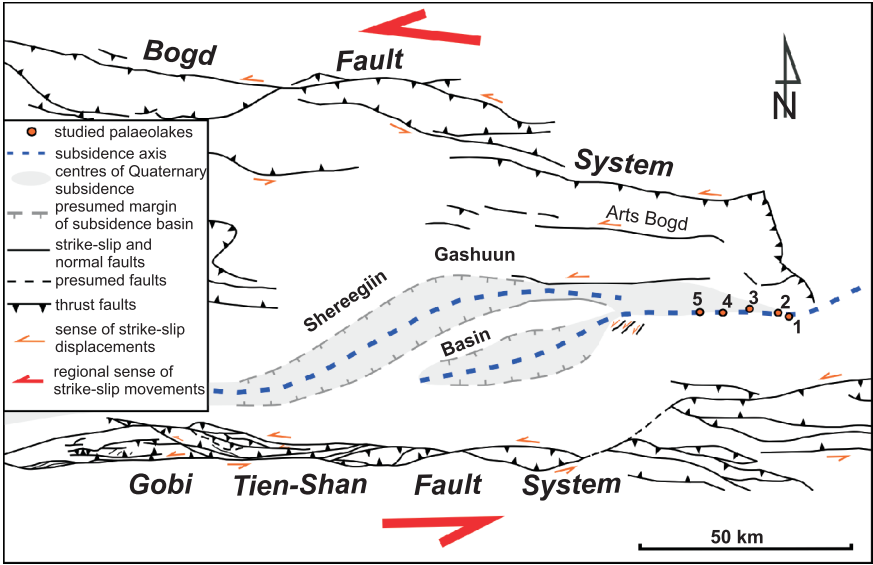 Bogd
Fault
System
N
studied palaeolakes
subsidence axis
centres of Quaternary
subsidence
presumed margin
of subsidence basin
strike-slip and
normal faults
presumed faults
thrust faults
sense of strike-slip
displacements
regional sense of
strike-slip movements
Arts Bogd
Gashuun
Shereegiin
Basin
5
4
3
2
1
Gobi
Tien-Shan
Fault
System
50 km